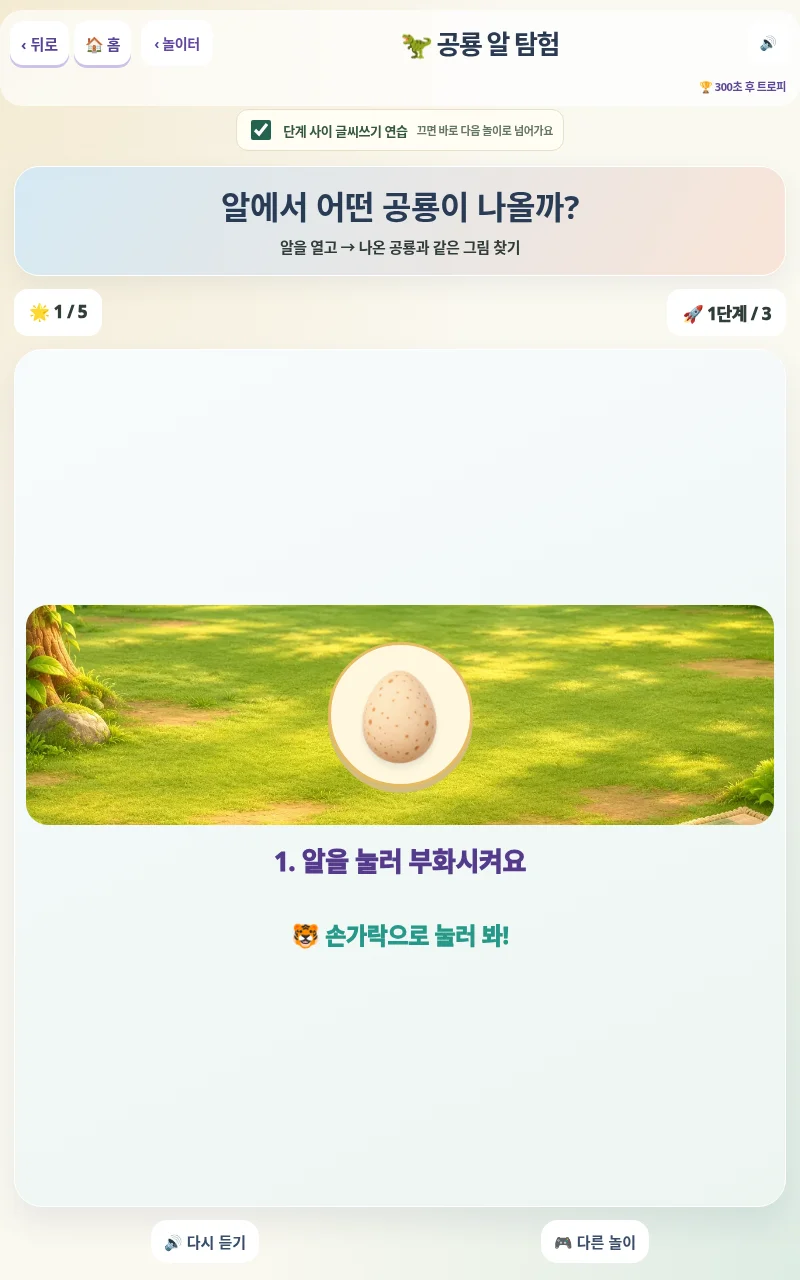 ‹ 뒤로
🏠 홈
‹ 놀이터
🦖 공룡 알 탐험
🔊
🏆 300초 후 트로피
단계 사이 글씨쓰기 연습 끄면 바로 다음 놀이로 넘어가요
알에서 어떤 공룡이 나올까?
알을 열고 → 나온 공룡과 같은 그림 찾기
🌟 1 / 5
🚀 1단계 / 3
1. 알을 눌러 부화시켜요
🐯 손가락으로 눌러 봐!
🔊 다시 듣기
🎮 다른 놀이